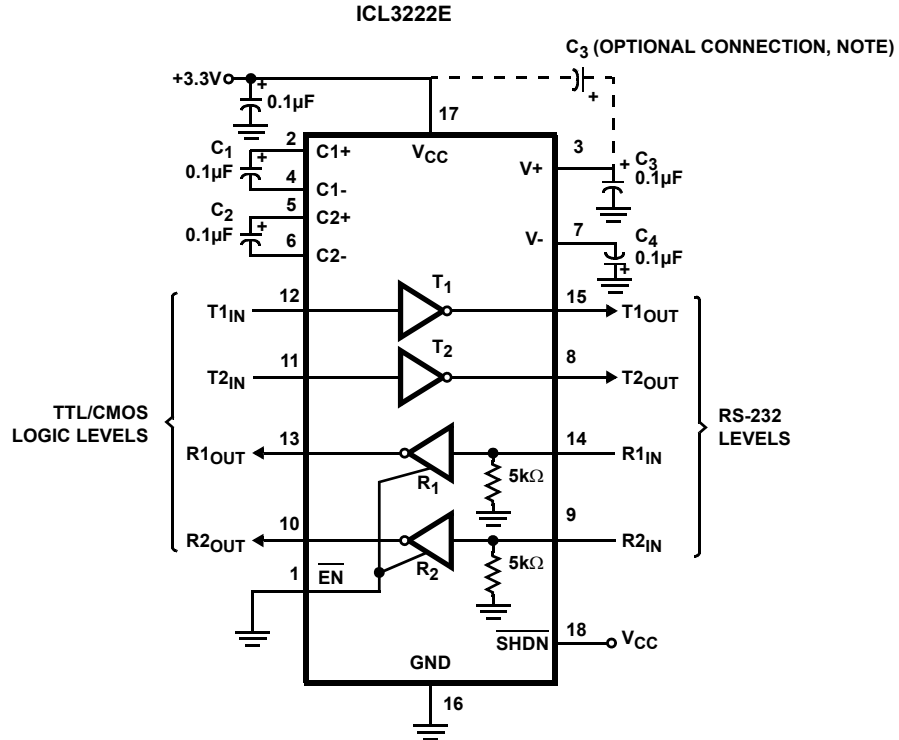 ICL3222E
C3 (OPTIONAL CONNECTION, NOTE)
+3.3V
+
0.1µF
+
17
VCC
2
C1+
C1
0.1µF
+
4
C1-
5
C2+
C2
0.1µF
+
6
C2-
3
V+
+
C3
0.1µF
7
V-
C4
0.1µF
+
T1IN
12
T1
15
T1OUT
T2IN
11
T2
8
T2OUT
TTL/CMOS
LOGIC LEVELS
RS-232
LEVELS
R1OUT
13
R1
14
R1IN
5kΩ
R2OUT
10
R2
9
R2IN
5kΩ
1
EN
SHDN
18
VCC
GND
16